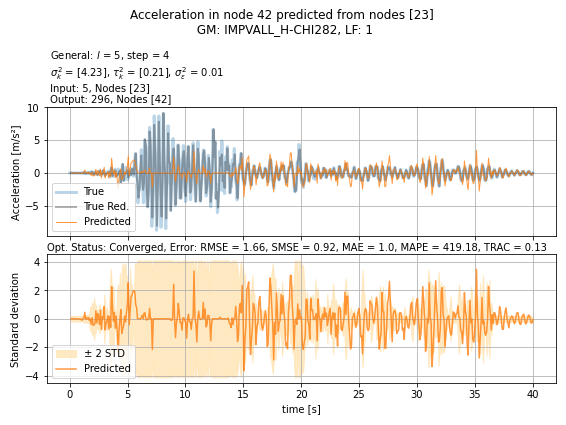 Acceleration in node 42 predicted from nodes [23]
GM: IMPVALL_H-CHI282, LF: 1
General: l = 5, step = 4
σ²ₖ = [4.23], τ²ₖ = [0.21], σ²ε = 0.01
Input: 5, Nodes [23]
Output: 296, Nodes [42]
Acceleration [m/s²]
10
5
0
−5
True
True Red.
Predicted
Opt. Status: Converged, Error: RMSE = 1.66, SMSE = 0.92, MAE = 1.0, MAPE = 419.18, TRAC = 0.13
Standard deviation
4
2
0
−2
−4
± 2 STD
Predicted
0 5 10 15 20 25 30 35 40
time [s]